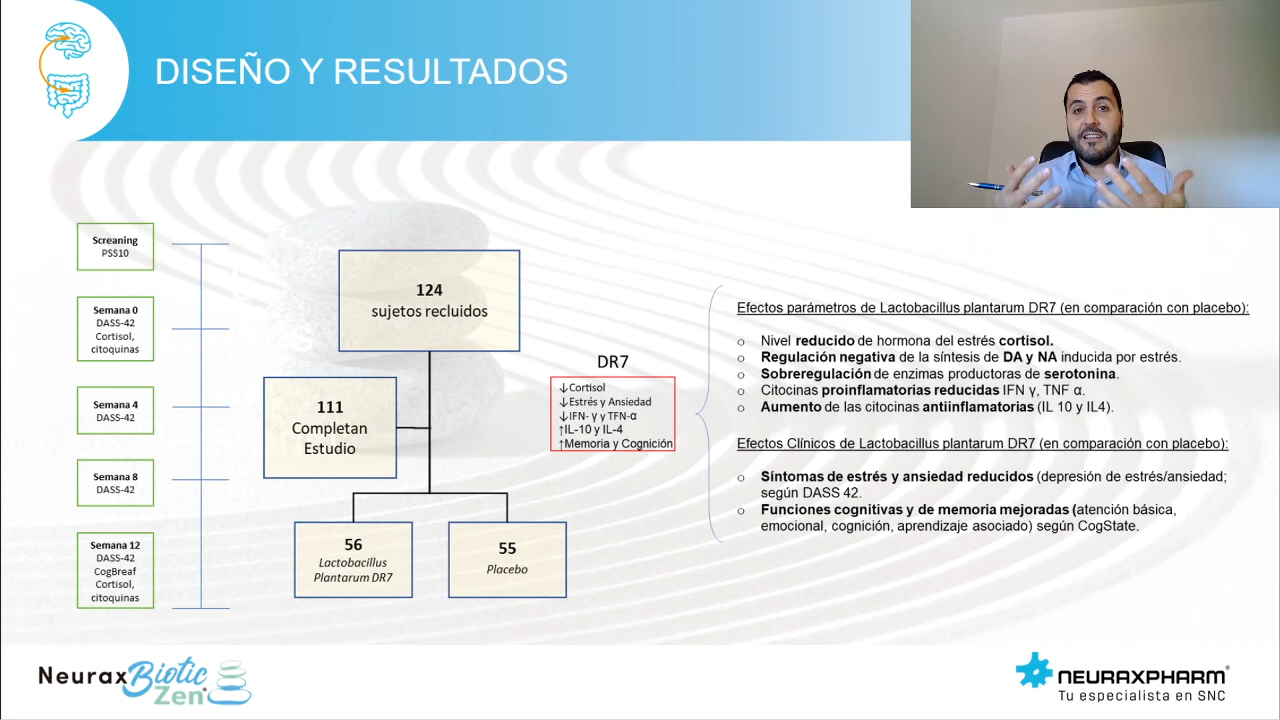 DISEÑO Y RESULTADOS
Screaning
PSS10
Semana 0
DASS-42
Cortisol,
citoquinas
Semana 4
DASS-42
Semana 8
DASS-42
Semana 12
DASS-42
CogBreaf
Cortisol,
citoquinas
124
sujetos recluidos
111
Completan
Estudio
56
Lactobacillus
Plantarum DR7
55
Placebo
DR7
↓Cortisol
↓Estrés y Ansiedad
↓IFN- γ y TFN-α
↑IL-10 y IL-4
↑Memoria y Cognición
Efectos parámetros de Lactobacillus plantarum DR7 (en comparación con placebo):
o Nivel reducido de hormona del estrés cortisol.
o Regulación negativa de la síntesis de DA y NA inducida por estrés.
o Sobreregulación de enzimas productoras de serotonina.
o Citocinas proinflamatorias reducidas IFN γ, TNF α.
o Aumento de las citocinas antiinflamatorias (IL 10 y IL4).
Efectos Clínicos de Lactobacillus plantarum DR7 (en comparación con placebo):
o Síntomas de estrés y ansiedad reducidos (depresión de estrés/ansiedad;
según DASS 42.
o Funciones cognitivas y de memoria mejoradas (atención básica,
emocional, cognición, aprendizaje asociado) según CogState.
NeuraxBiotic
Zen®
NEURAXPHARM®
Tu especialista en SNC